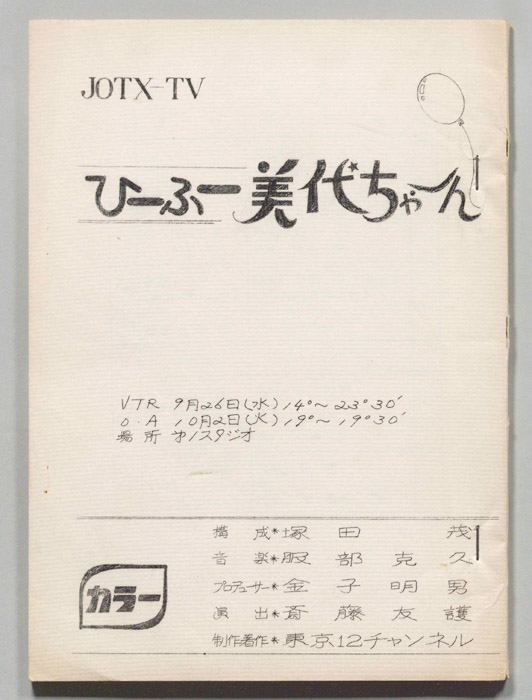 JOTX-TV
ひーふー美代ちゃーん
VTR 9月26日(水)14°~23°30′
O.A 10月2日(火)19°~19°30′
場所 第1スタジオ
構成*塚田茂
音楽*服部克久
プロデューサー*金子明男
演出*斎藤友護
制作著作*東京12チャンネル
カラー